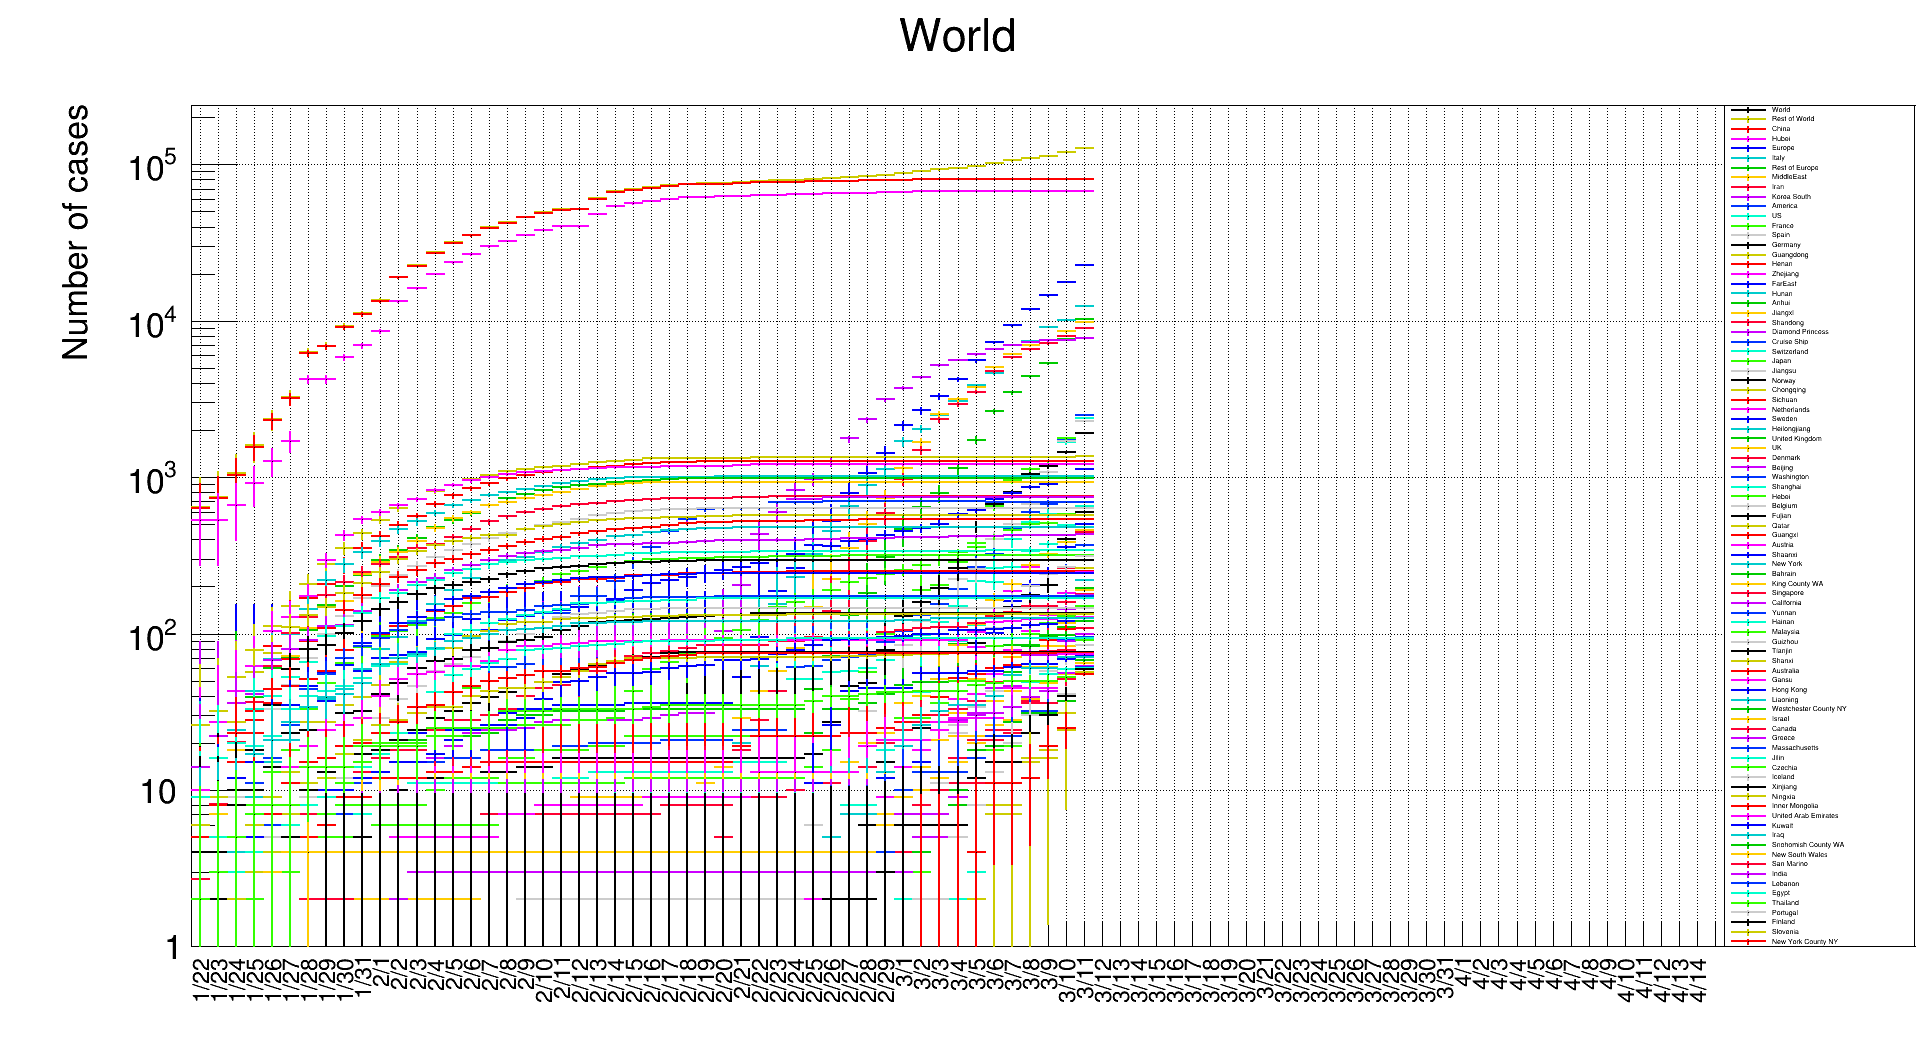 World
Number of cases
10^5
10^4
10^3
10^2
10
1
1/22
1/23
1/24
1/25
1/26
1/27
1/28
1/29
1/30
1/31
2/1
2/2
2/3
2/4
2/5
2/6
2/7
2/8
2/9
2/10
2/11
2/12
2/13
2/14
2/15
2/16
2/17
2/18
2/19
2/20
2/21
2/22
2/23
2/24
2/25
2/26
2/27
2/28
2/29
3/1
3/2
3/3
3/4
3/5
3/6
3/7
3/8
3/9
3/10
3/11
3/12
3/13
3/14
3/15
3/16
3/17
3/18
3/19
3/20
3/21
3/22
3/23
3/24
3/25
3/26
3/27
3/28
3/29
3/30
3/31
4/1
4/2
4/3
4/4
4/5
4/6
4/7
4/8
4/9
4/10
4/11
4/12
4/13
4/14
World
Rest of World
China
Hubei
Europe
Italy
Rest of Europe
MiddleEast
Iran
Korea South
America
US
France
Spain
Germany
Guangdong
Henan
Zhejiang
FarEast
Hunan
Anhui
Jiangxi
Shandong
Diamond Princess
Cruise Ship
Switzerland
Japan
Jiangsu
Norway
Chongqing
Sichuan
Netherlands
Sweden
Heilongjiang
United Kingdom
UK
Denmark
Beijing
Washington
Shanghai
Hebei
Belgium
Fujian
Qatar
Guangxi
Austria
Shaanxi
New York
Bahrain
King County WA
Singapore
California
Yunnan
Hainan
Malaysia
Guizhou
Tianjin
Shanxi
Australia
Gansu
Hong Kong
Liaoning
Westchester County NY
Israel
Canada
Greece
Massachusetts
Jilin
Czechia
Iceland
Xinjiang
Ningxia
Inner Mongolia
United Arab Emirates
Kuwait
Iraq
Snohomish County WA
New South Wales
San Marino
India
Lebanon
Egypt
Thailand
Portugal
Finland
Slovenia
New York County NY